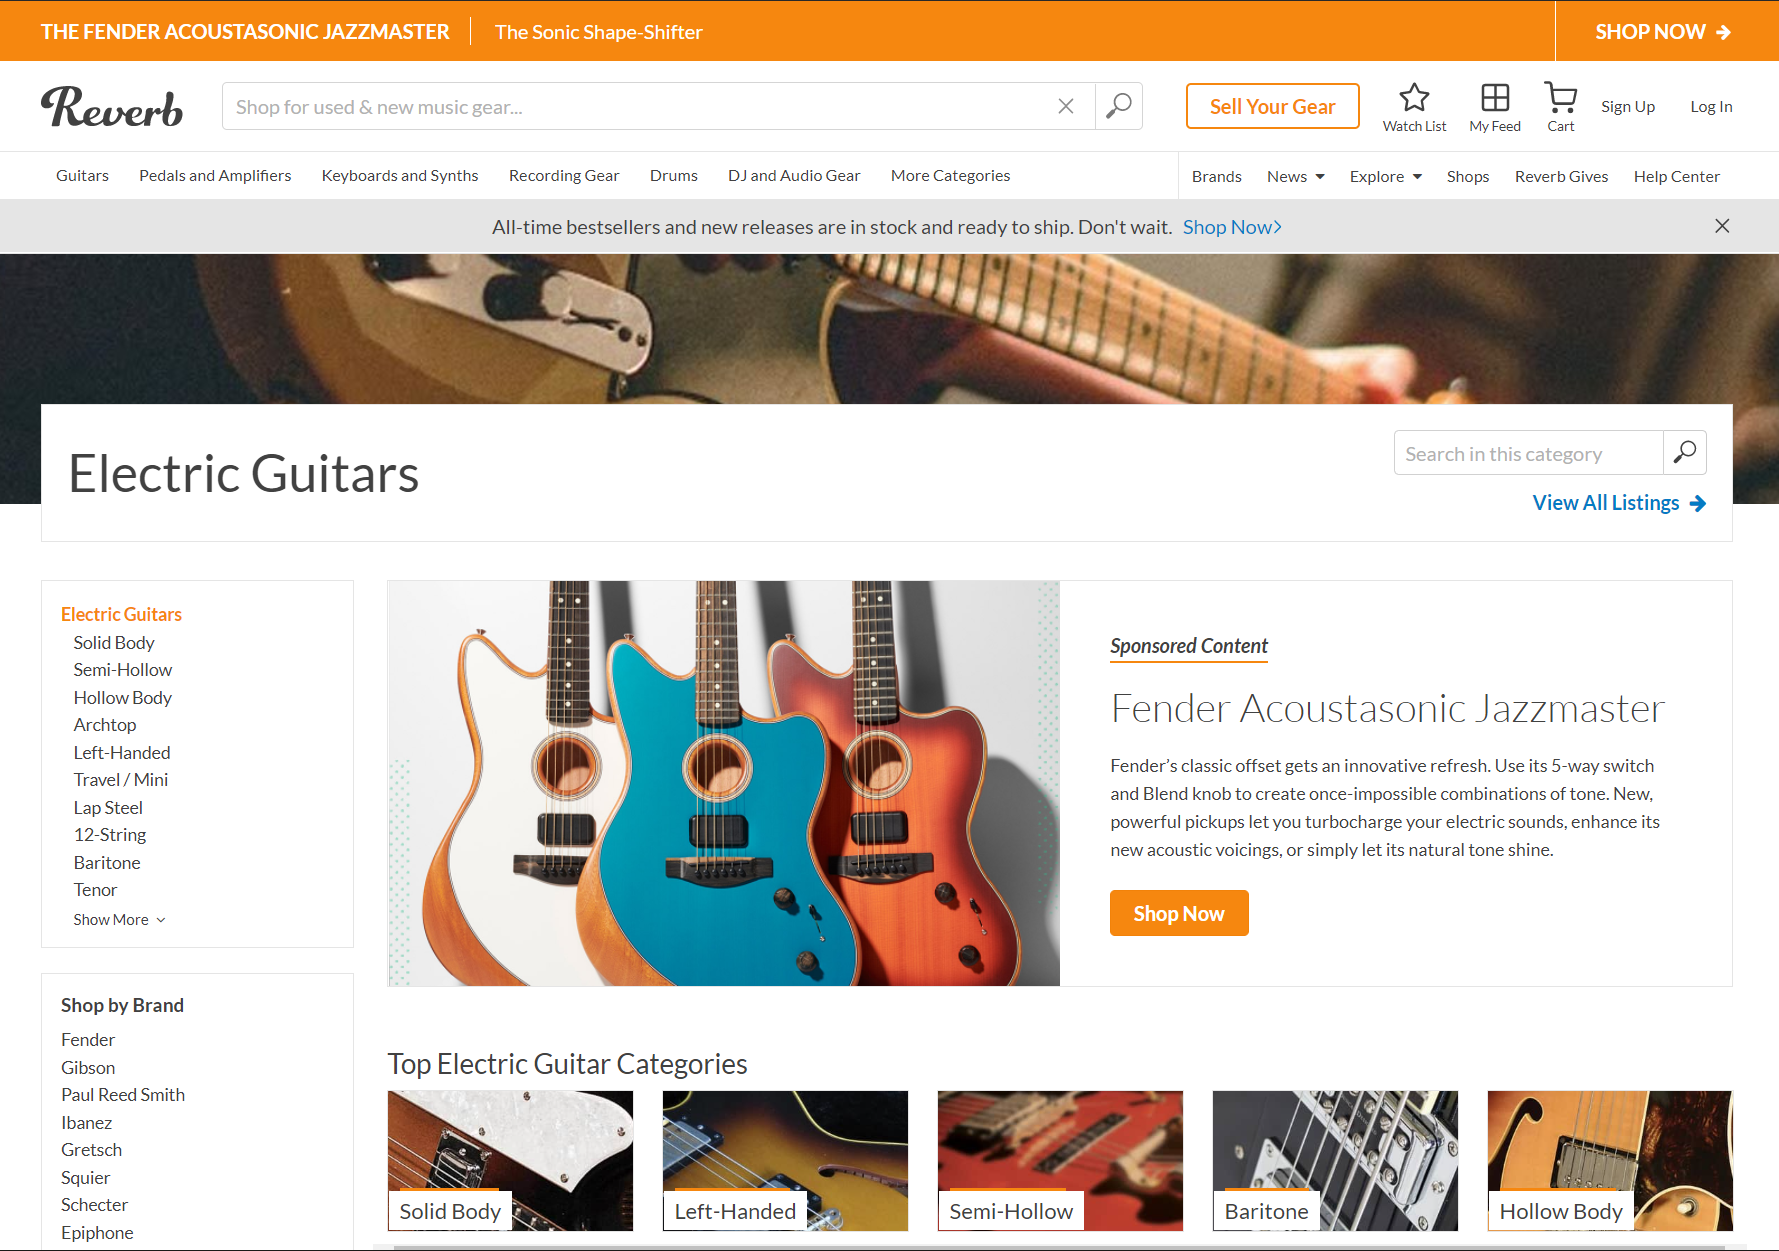 THE FENDER ACOUSTASONIC JAZZMASTER
The Sonic Shape-Shifter
SHOP NOW
Reverb
Shop for used & new music gear...
Sell Your Gear
Watch List
My Feed
Cart
Sign Up
Log In
Guitars
Pedals and Amplifiers
Keyboards and Synths
Recording Gear
Drums
DJ and Audio Gear
More Categories
Brands
News
Explore
Shops
Reverb Gives
Help Center
All-time bestsellers and new releases are in stock and ready to ship. Don't wait. Shop Now
Electric Guitars
Search in this category
View All Listings
Electric Guitars
Solid Body
Semi-Hollow
Hollow Body
Archtop
Left-Handed
Travel / Mini
Lap Steel
12-String
Baritone
Tenor
Show More
Shop by Brand
Fender
Gibson
Paul Reed Smith
Ibanez
Gretsch
Squier
Schecter
Epiphone
Sponsored Content
Fender Acoustasonic Jazzmaster
Fender’s classic offset gets an innovative refresh. Use its 5-way switch
and Blend knob to create once-impossible combinations of tone. New,
powerful pickups let you turbocharge your electric sounds, enhance its
new acoustic voicings, or simply let its natural tone shine.
Shop Now
Top Electric Guitar Categories
Solid Body
Left-Handed
Semi-Hollow
Baritone
Hollow Body